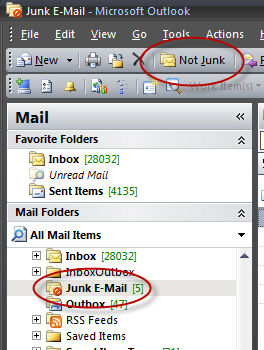 Junk E-Mail - Microsoft Outlook
File Edit View Go Tools Actions
New Not Junk
Work Item(s)
Mail
Favorite Folders
Inbox [28032]
Unread Mail
Sent Items [4135]
Mail Folders
All Mail Items
Inbox [28032]
InboxOutbox
Junk E-Mail [5]
Outbox [47]
RSS Feeds
Saved Items